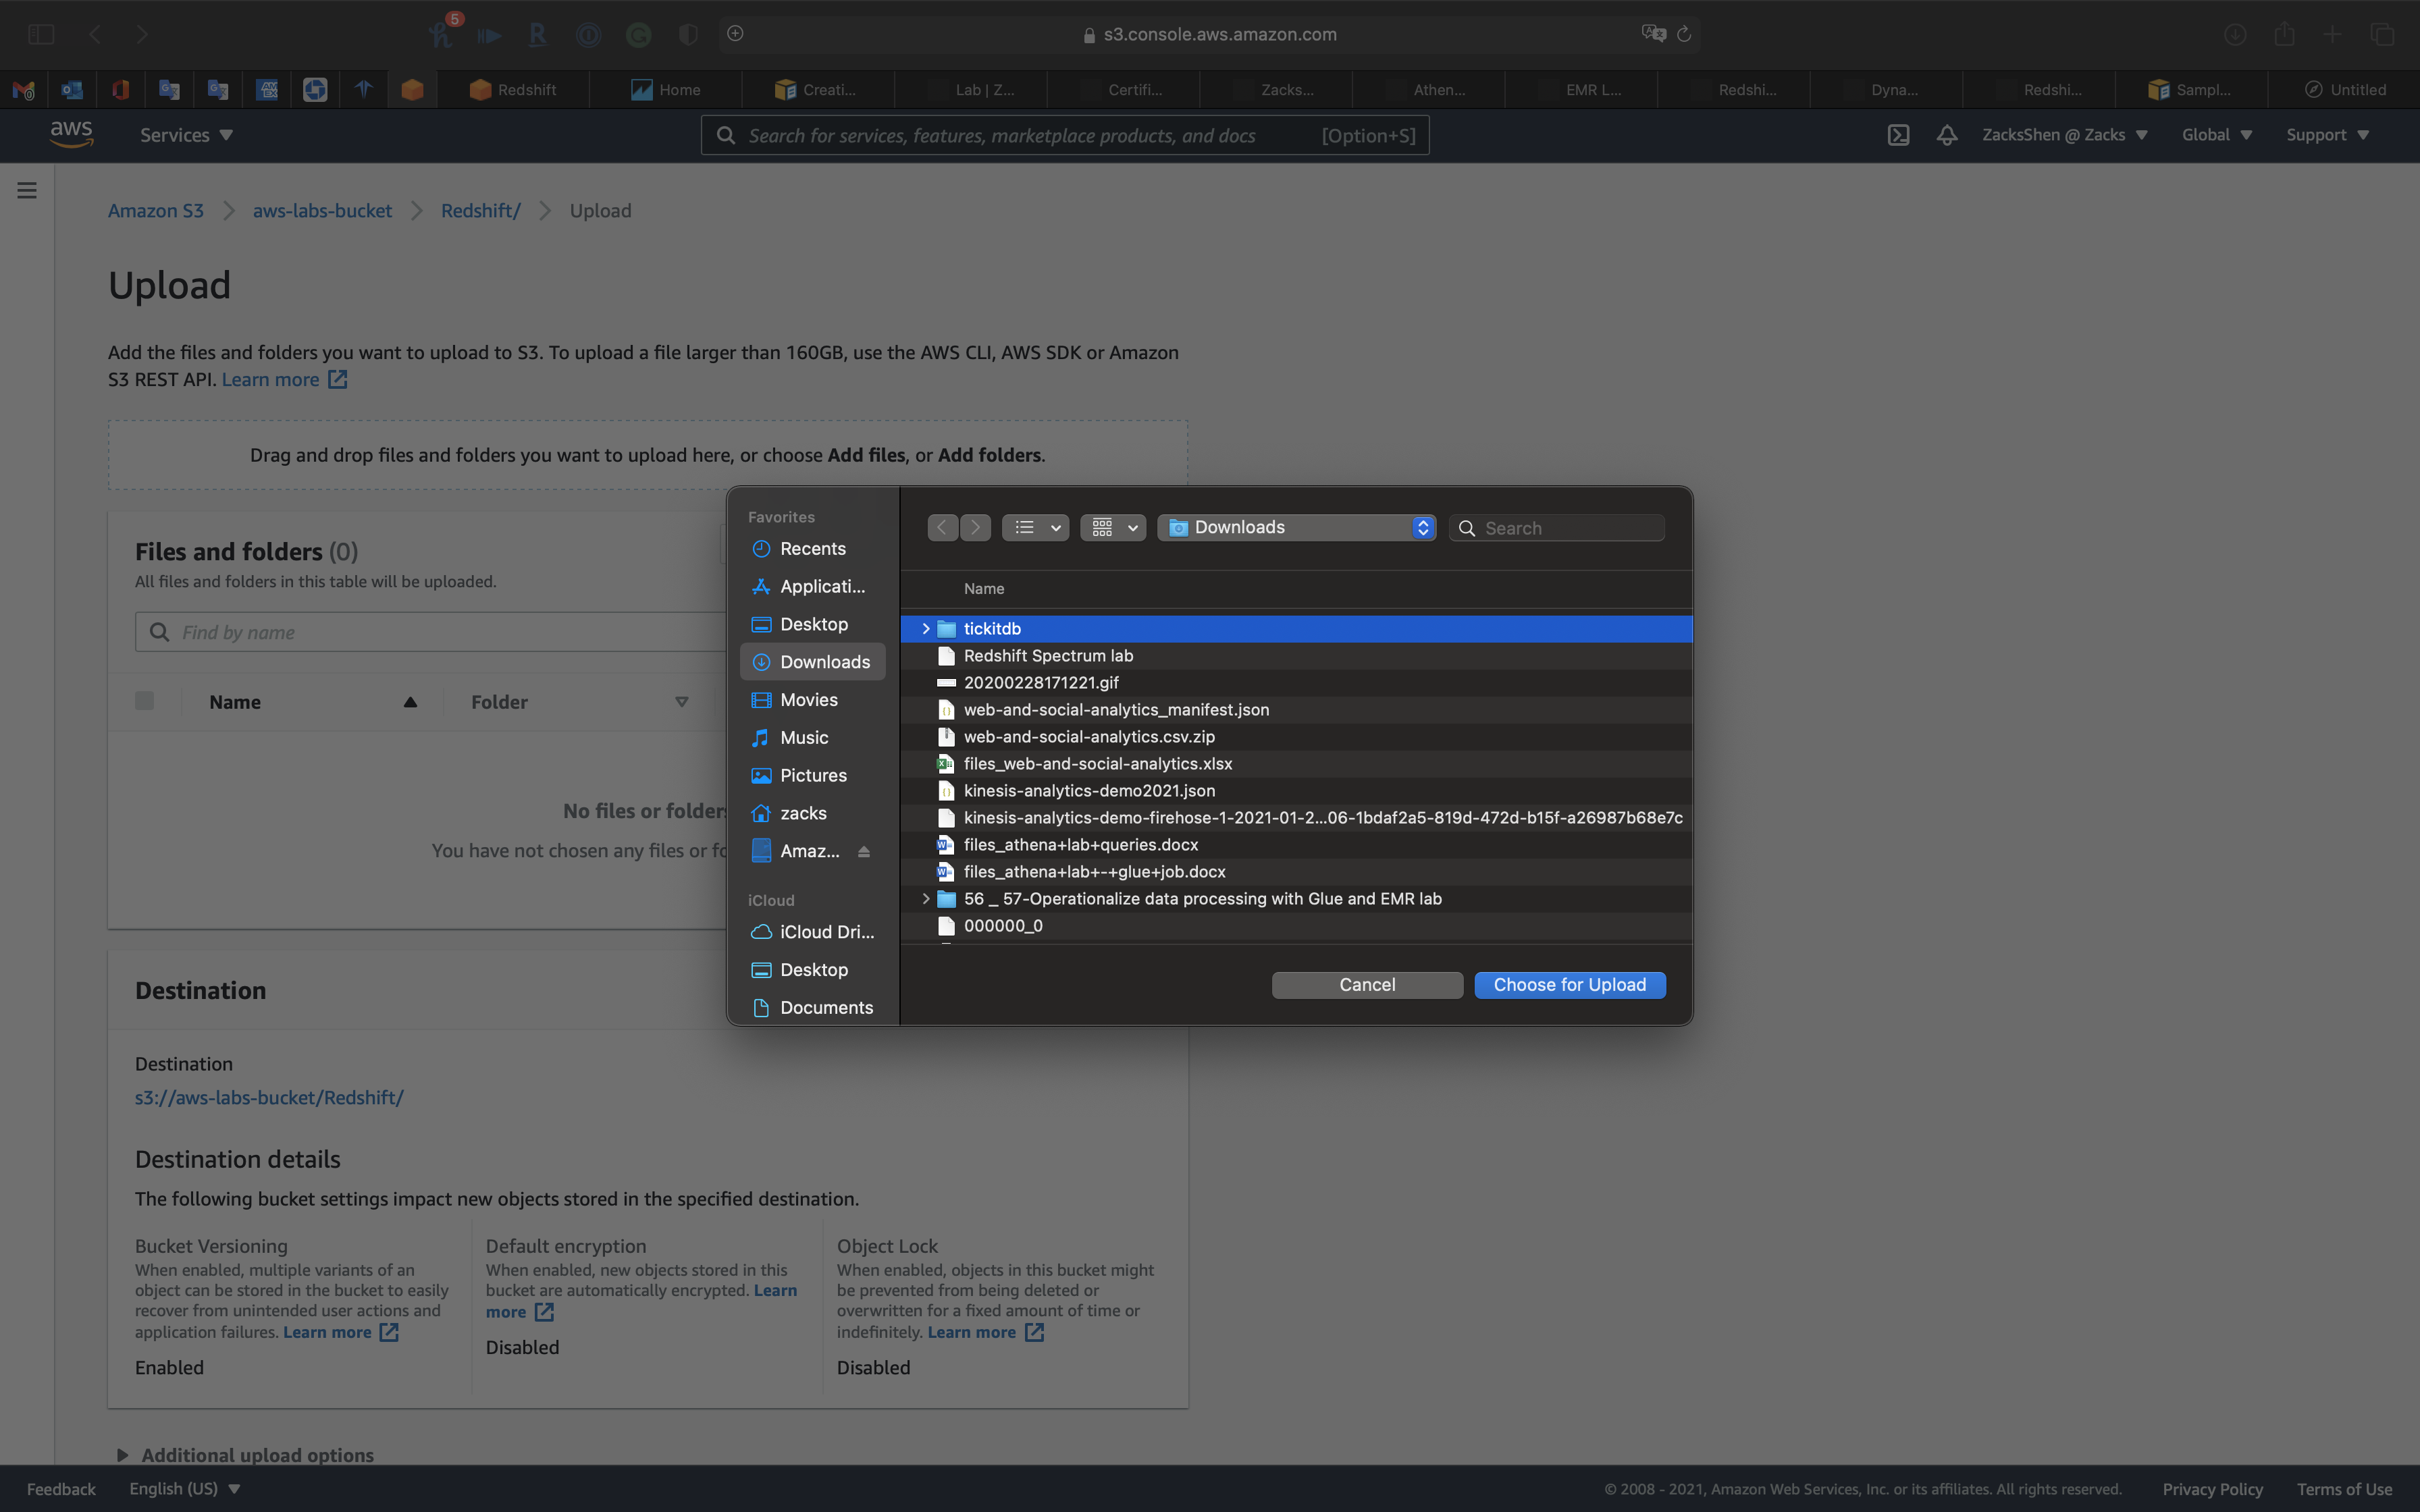 5
s3.console.aws.amazon.com
Redshift
Home
Creati...
Lab | Z...
Certifi...
Zacks...
Athen...
EMR L...
Redshi...
Dyna...
Redshi...
Sampl...
Untitled
aws
Services
Search for services, features, marketplace products, and docs
[Option+S]
ZacksShen @ Zacks
Global
Support
Amazon S3
aws-labs-bucket
Redshift/
Upload
Upload
Add the files and folders you want to upload to S3. To upload a file larger than 160GB, use the AWS CLI, AWS SDK or Amazon
S3 REST API. Learn more
Drag and drop files and folders you want to upload here, or choose Add files, or Add folders.
Files and folders (0)
All files and folders in this table will be uploaded.
Find by name
Name
Folder
No files or folder
You have not chosen any files or fo
Favorites
Recents
Applicati...
Desktop
Downloads
Movies
Music
Pictures
zacks
Amaz...
iCloud
iCloud Dri...
Desktop
Documents
Downloads
Search
Name
tickitdb
Redshift Spectrum lab
20200228171221.gif
web-and-social-analytics_manifest.json
web-and-social-analytics.csv.zip
files_web-and-social-analytics.xlsx
kinesis-analytics-demo2021.json
kinesis-analytics-demo-firehose-1-2021-01-2...06-1bdaf2a5-819d-472d-b15f-a26987b68e7c
files_athena+lab+queries.docx
files_athena+lab+-+glue+job.docx
56 _ 57-Operationalize data processing with Glue and EMR lab
000000_0
Cancel
Choose for Upload
Destination
Destination
s3://aws-labs-bucket/Redshift/
Destination details
The following bucket settings impact new objects stored in the specified destination.
Bucket Versioning
When enabled, multiple variants of an
object can be stored in the bucket to easily
recover from unintended user actions and
application failures. Learn more
Enabled
Default encryption
When enabled, new objects stored in this
bucket are automatically encrypted. Learn
more
Disabled
Object Lock
When enabled, objects in this bucket might
be prevented from being deleted or
overwritten for a fixed amount of time or
indefinitely. Learn more
Disabled
Additional upload options
Feedback
English (US)
© 2008 - 2021, Amazon Web Services, Inc. or its affiliates. All rights reserved.
Privacy Policy
Terms of Use